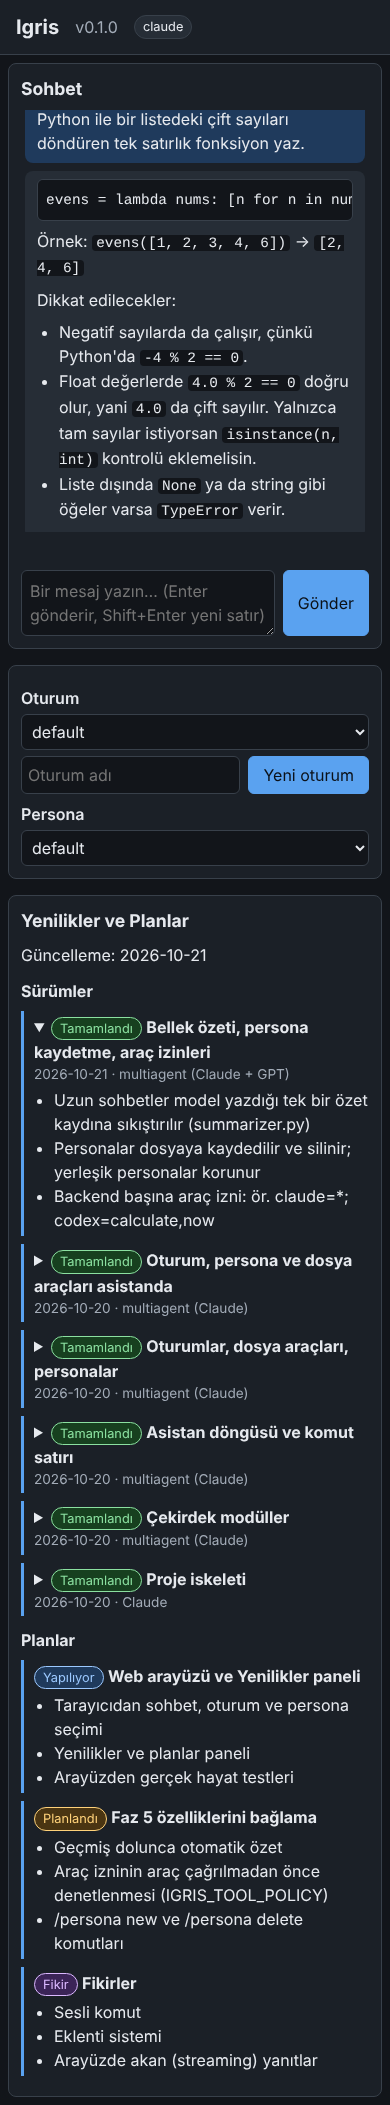 Igris v0.1.0 claude
Sohbet
Python ile bir listedeki çift sayıları
döndüren tek satırlık fonksiyon yaz.
evens = lambda nums: [n for n in num
Örnek: evens([1, 2, 3, 4, 6]) → [2,
4, 6]
Dikkat edilecekler:
• Negatif sayılarda da çalışır, çünkü
Python'da -4 % 2 == 0.
• Float değerlerde 4.0 % 2 == 0 doğru
olur, yani 4.0 da çift sayılır. Yalnızca
tam sayılar istiyorsan isinstance(n,
int) kontrolü eklemelisin.
• Liste dışında None ya da string gibi
öğeler varsa TypeError verir.
Bir mesaj yazın... (Enter
gönderir, Shift+Enter yeni satır)
Gönder
Oturum
default
Oturum adı
Yeni oturum
Persona
default
Yenilikler ve Planlar
Güncelleme: 2026-10-21
Sürümler
▼ Tamamlandı Bellek özeti, persona
kaydetme, araç izinleri
2026-10-21 · multiagent (Claude + GPT)
• Uzun sohbetler model yazdığı tek bir özet
kaydına sıkıştırılır (summarizer.py)
• Personalar dosyaya kaydedilir ve silinir;
yerleşik personalar korunur
• Backend başına araç izni: ör. claude=*;
codex=calculate,now
▶ Tamamlandı Oturum, persona ve dosya
araçları asistanda
2026-10-20 · multiagent (Claude)
▶ Tamamlandı Oturumlar, dosya araçları,
personalar
2026-10-20 · multiagent (Claude)
▶ Tamamlandı Asistan döngüsü ve komut
satırı
2026-10-20 · multiagent (Claude)
▶ Tamamlandı Çekirdek modüller
2026-10-20 · multiagent (Claude)
▶ Tamamlandı Proje iskeleti
2026-10-20 · Claude
Planlar
Yapılıyor Web arayüzü ve Yenilikler paneli
• Tarayıcıdan sohbet, oturum ve persona
seçimi
• Yenilikler ve planlar paneli
• Arayüzden gerçek hayat testleri
Planlandı Faz 5 özelliklerini bağlama
• Geçmiş dolunca otomatik özet
• Araç izninin araç çağrılmadan önce
denetlenmesi (IGRIS_TOOL_POLICY)
• /persona new ve /persona delete
komutları
Fikir Fikirler
• Sesli komut
• Eklenti sistemi
• Arayüzde akan (streaming) yanıtlar